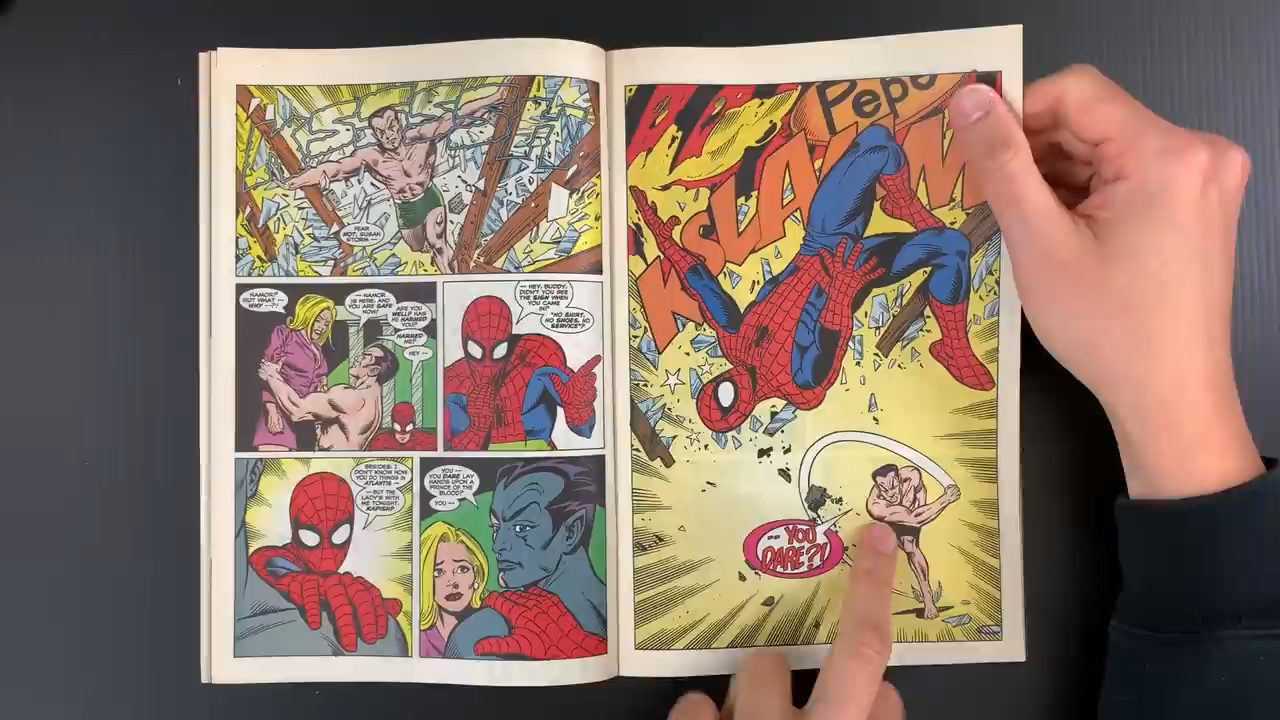 FEAR
NOT, SUSAN
STORM —
NAMOR?
BUT WHAT —
WHY —?!
— NAMOR
IS HERE! AND
YOU ARE SAFE
NOW!
ARE YOU
WELL? HAS
HE HARMED
YOU?
HARMED
ME?
HEY —
— HEY, BUDDY,
DIDN'T YOU SEE
THE SIGN WHEN
YOU CAME
IN?
"NO SHIRT,
NO SHOES, NO
SERVICE"?
BESIDES, I
DON'T KNOW HOW
YOU DO THINGS IN
ATLANTIS —
— BUT THE
LADY'S WITH
ME TONIGHT.
KAPISH?
YOU —
YOU DARE LAY
HANDS UPON A
PRINCE OF THE
BLOOD?
YOU —
Pepe
-- YOU
DARE?!